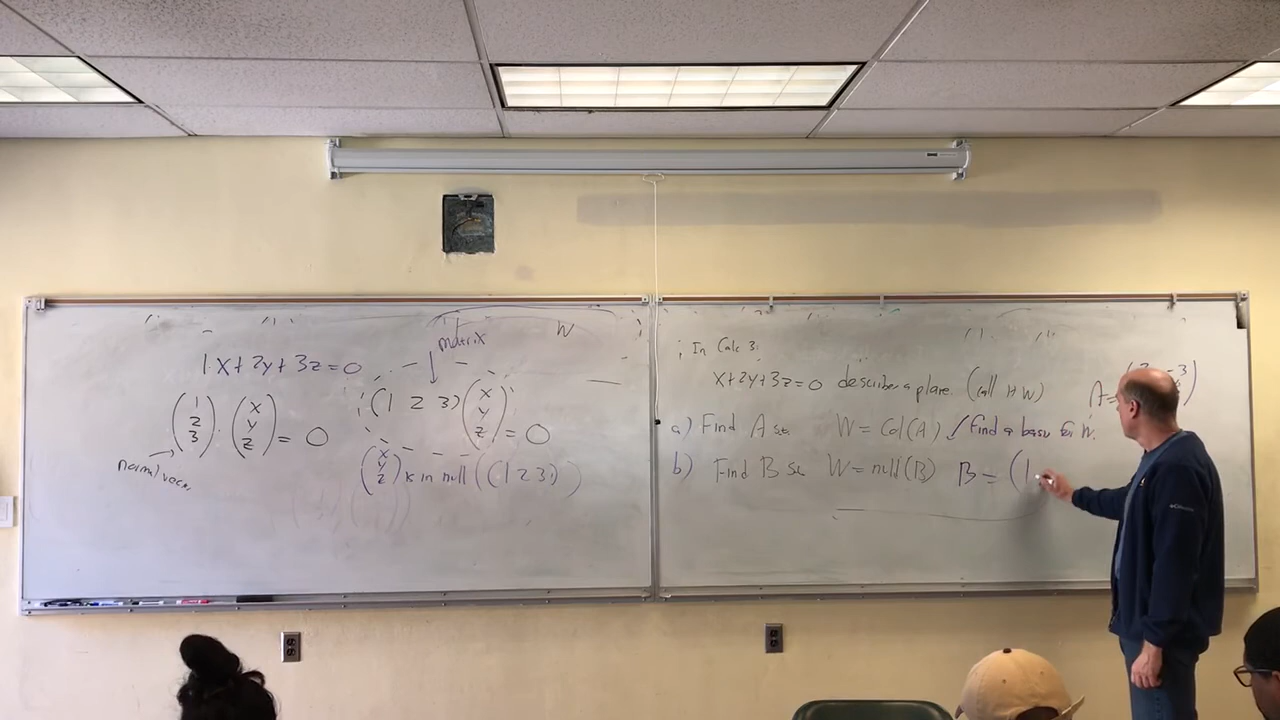 1x+2y+3z=0
(1 2 3) · (x y z) = 0
normal vector
matrix
W
(1 2 3)(x y z) = 0
(x y z) is in null((1 2 3))
In Calc 3:
x+2y+3z=0 describes a plane. (call it W)
a) Find A st. W = Col(A) ✓ find a basis for W.
b) Find B st W = null(B) B = (1
A=